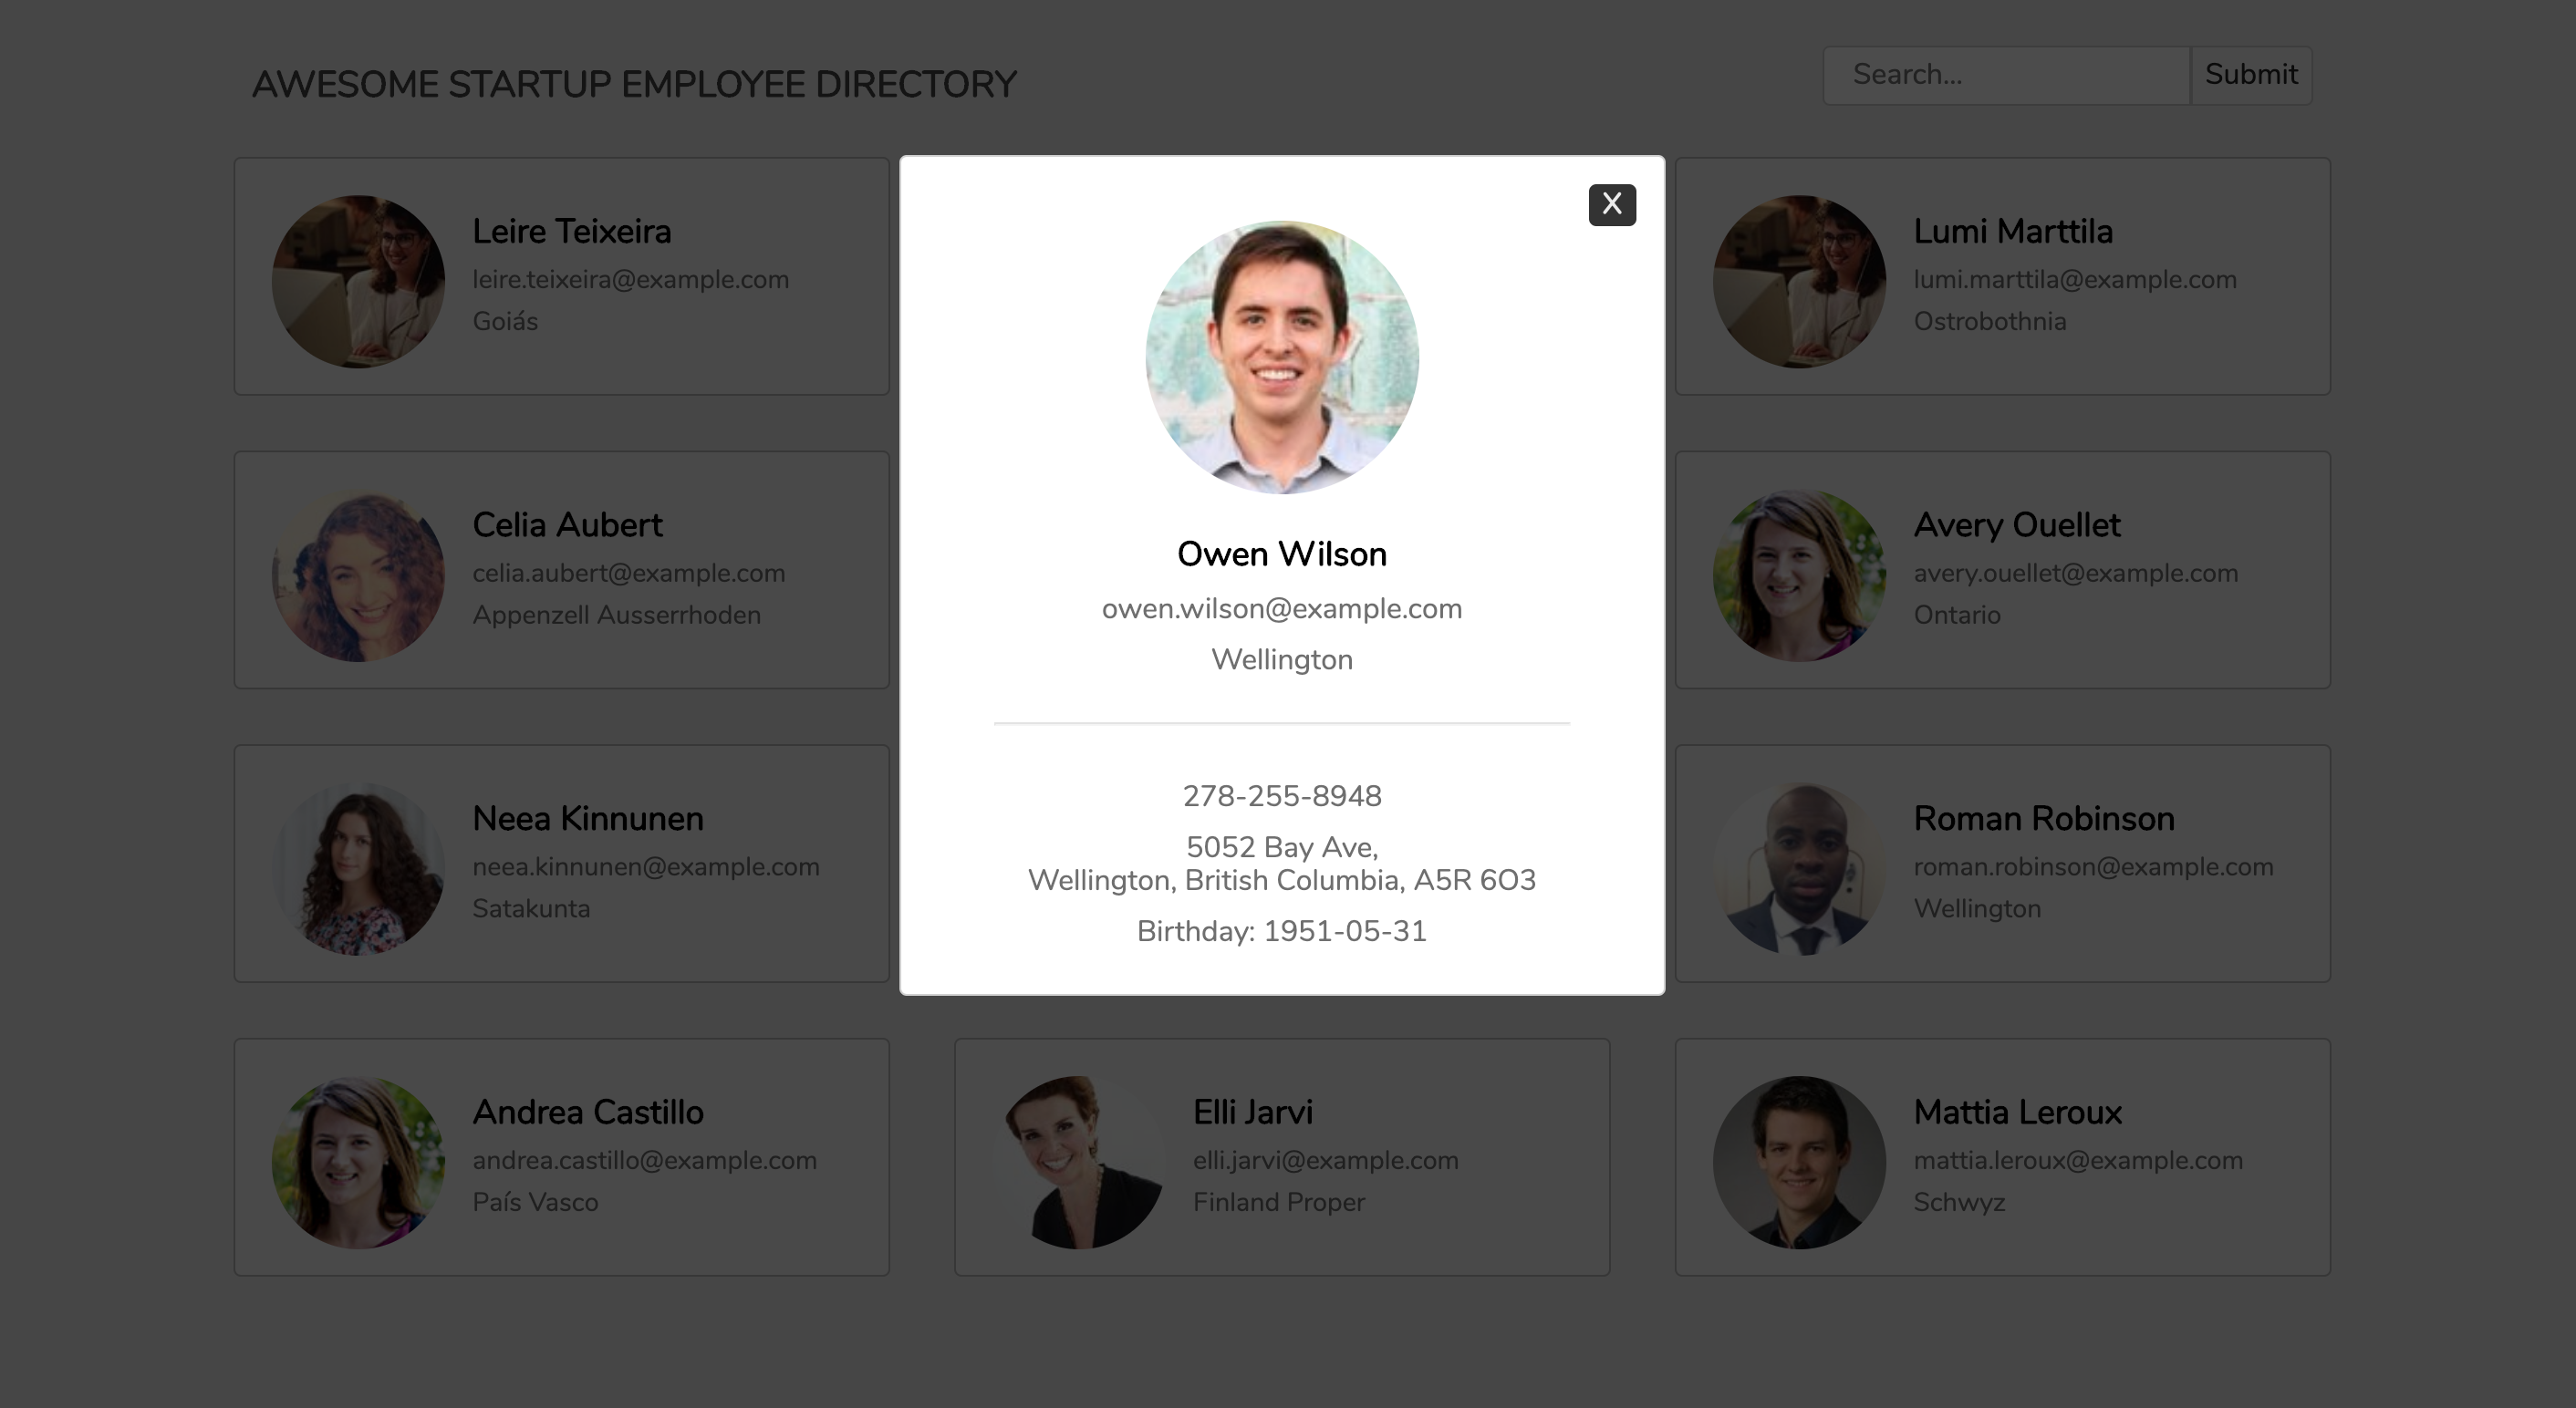 AWESOME STARTUP EMPLOYEE DIRECTORY
Search...
Submit
Leire Teixeira
leire.teixeira@example.com
Goiás
X
Owen Wilson
owen.wilson@example.com
Wellington
278-255-8948
5052 Bay Ave,
Wellington, British Columbia, A5R 6O3
Birthday: 1951-05-31
Lumi Marttila
lumi.marttila@example.com
Ostrobothnia
Celia Aubert
celia.aubert@example.com
Appenzell Ausserrhoden
Avery Ouellet
avery.ouellet@example.com
Ontario
Neea Kinnunen
neea.kinnunen@example.com
Satakunta
Roman Robinson
roman.robinson@example.com
Wellington
Andrea Castillo
andrea.castillo@example.com
País Vasco
Elli Jarvi
elli.jarvi@example.com
Finland Proper
Mattia Leroux
mattia.leroux@example.com
Schwyz